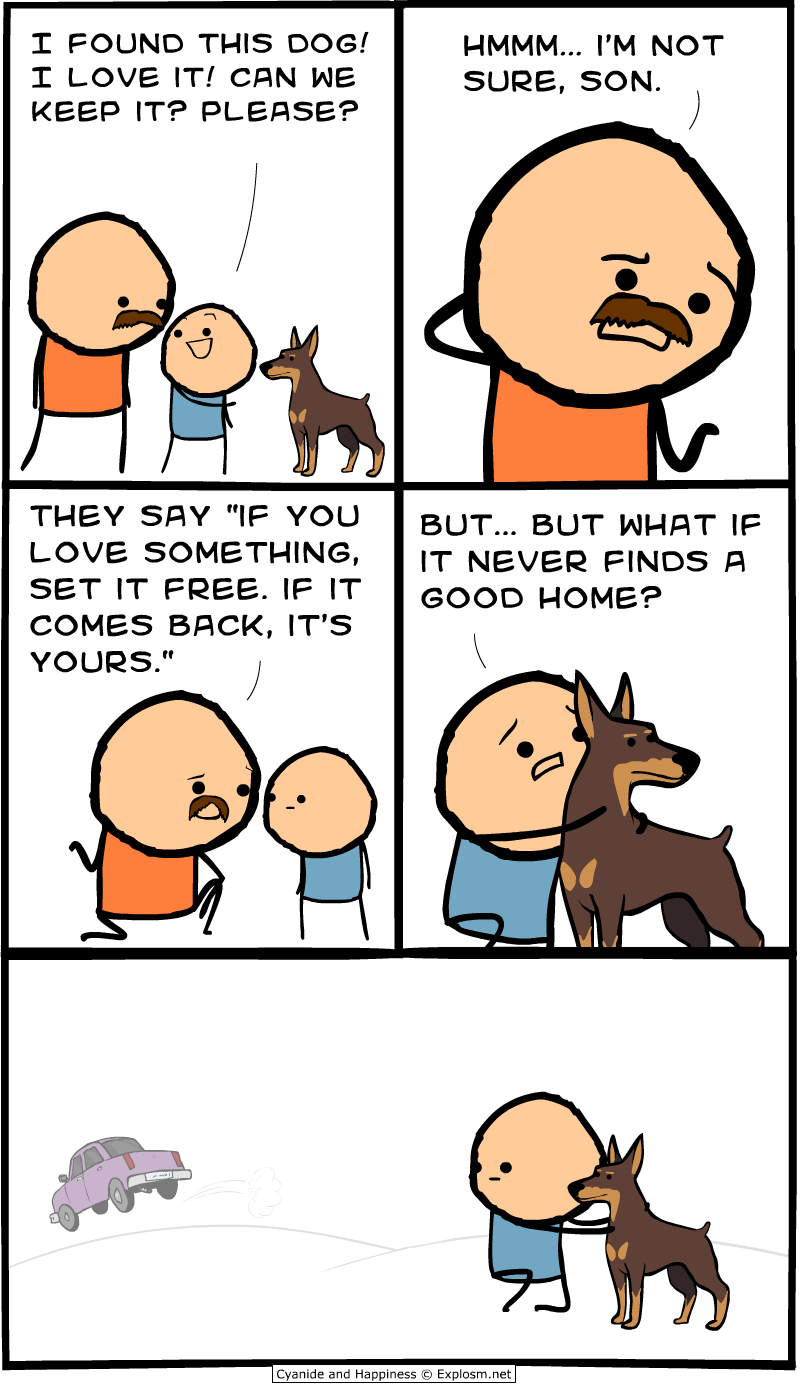 I FOUND THIS DOG!
I LOVE IT! CAN WE
KEEP IT? PLEASE?
HMMM... I'M NOT
SURE, SON.
THEY SAY "IF YOU
LOVE SOMETHING,
SET IT FREE. IF IT
COMES BACK, IT'S
YOURS."
BUT... BUT WHAT IF
IT NEVER FINDS A
GOOD HOME?
Cyanide and Happiness © Explosm.net